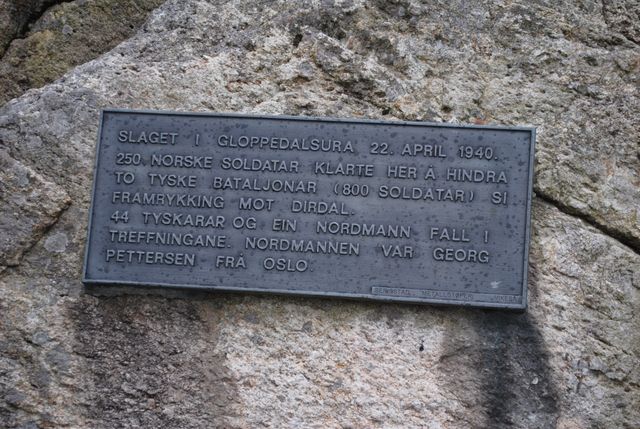 SLAGET I GLOPPEDALSURA 22. APRIL 1940.
250 NORSKE SOLDATAR KLARTE HER Å HINDRA
TO TYSKE BATALJONAR (800 SOLDATAR) SI
FRAMRYKKING MOT DIRDAL.
44 TYSKARAR OG EIN NORDMANN FALL I
TREFFNINGANE. NORDMANNEN VAR GEORG
PETTERSEN FRÅ OSLO.